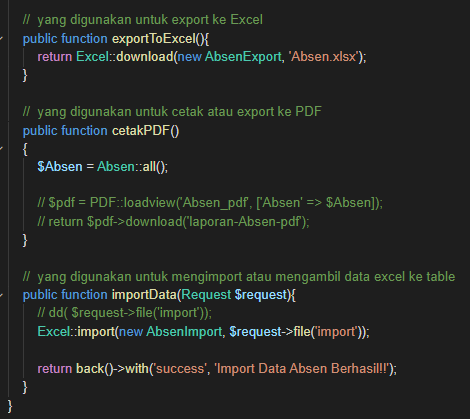 // yang digunakan untuk export ke Excel
public function exportToExcel(){
return Excel::download(new AbsenExport, 'Absen.xlsx');
}
// yang digunakan untuk cetak atau export ke PDF
public function cetakPDF()
{
$Absen = Absen::all();
// $pdf = PDF::loadview('Absen_pdf', ['Absen' => $Absen]);
// return $pdf->download('laporan-Absen-pdf');
}
// yang digunakan untuk mengimport atau mengambil data excel ke table
public function importData(Request $request){
// dd( $request->file('import'));
Excel::import(new AbsenImport, $request->file('import'));
return back()->with('success', 'Import Data Absen Berhasil!!');
}
}